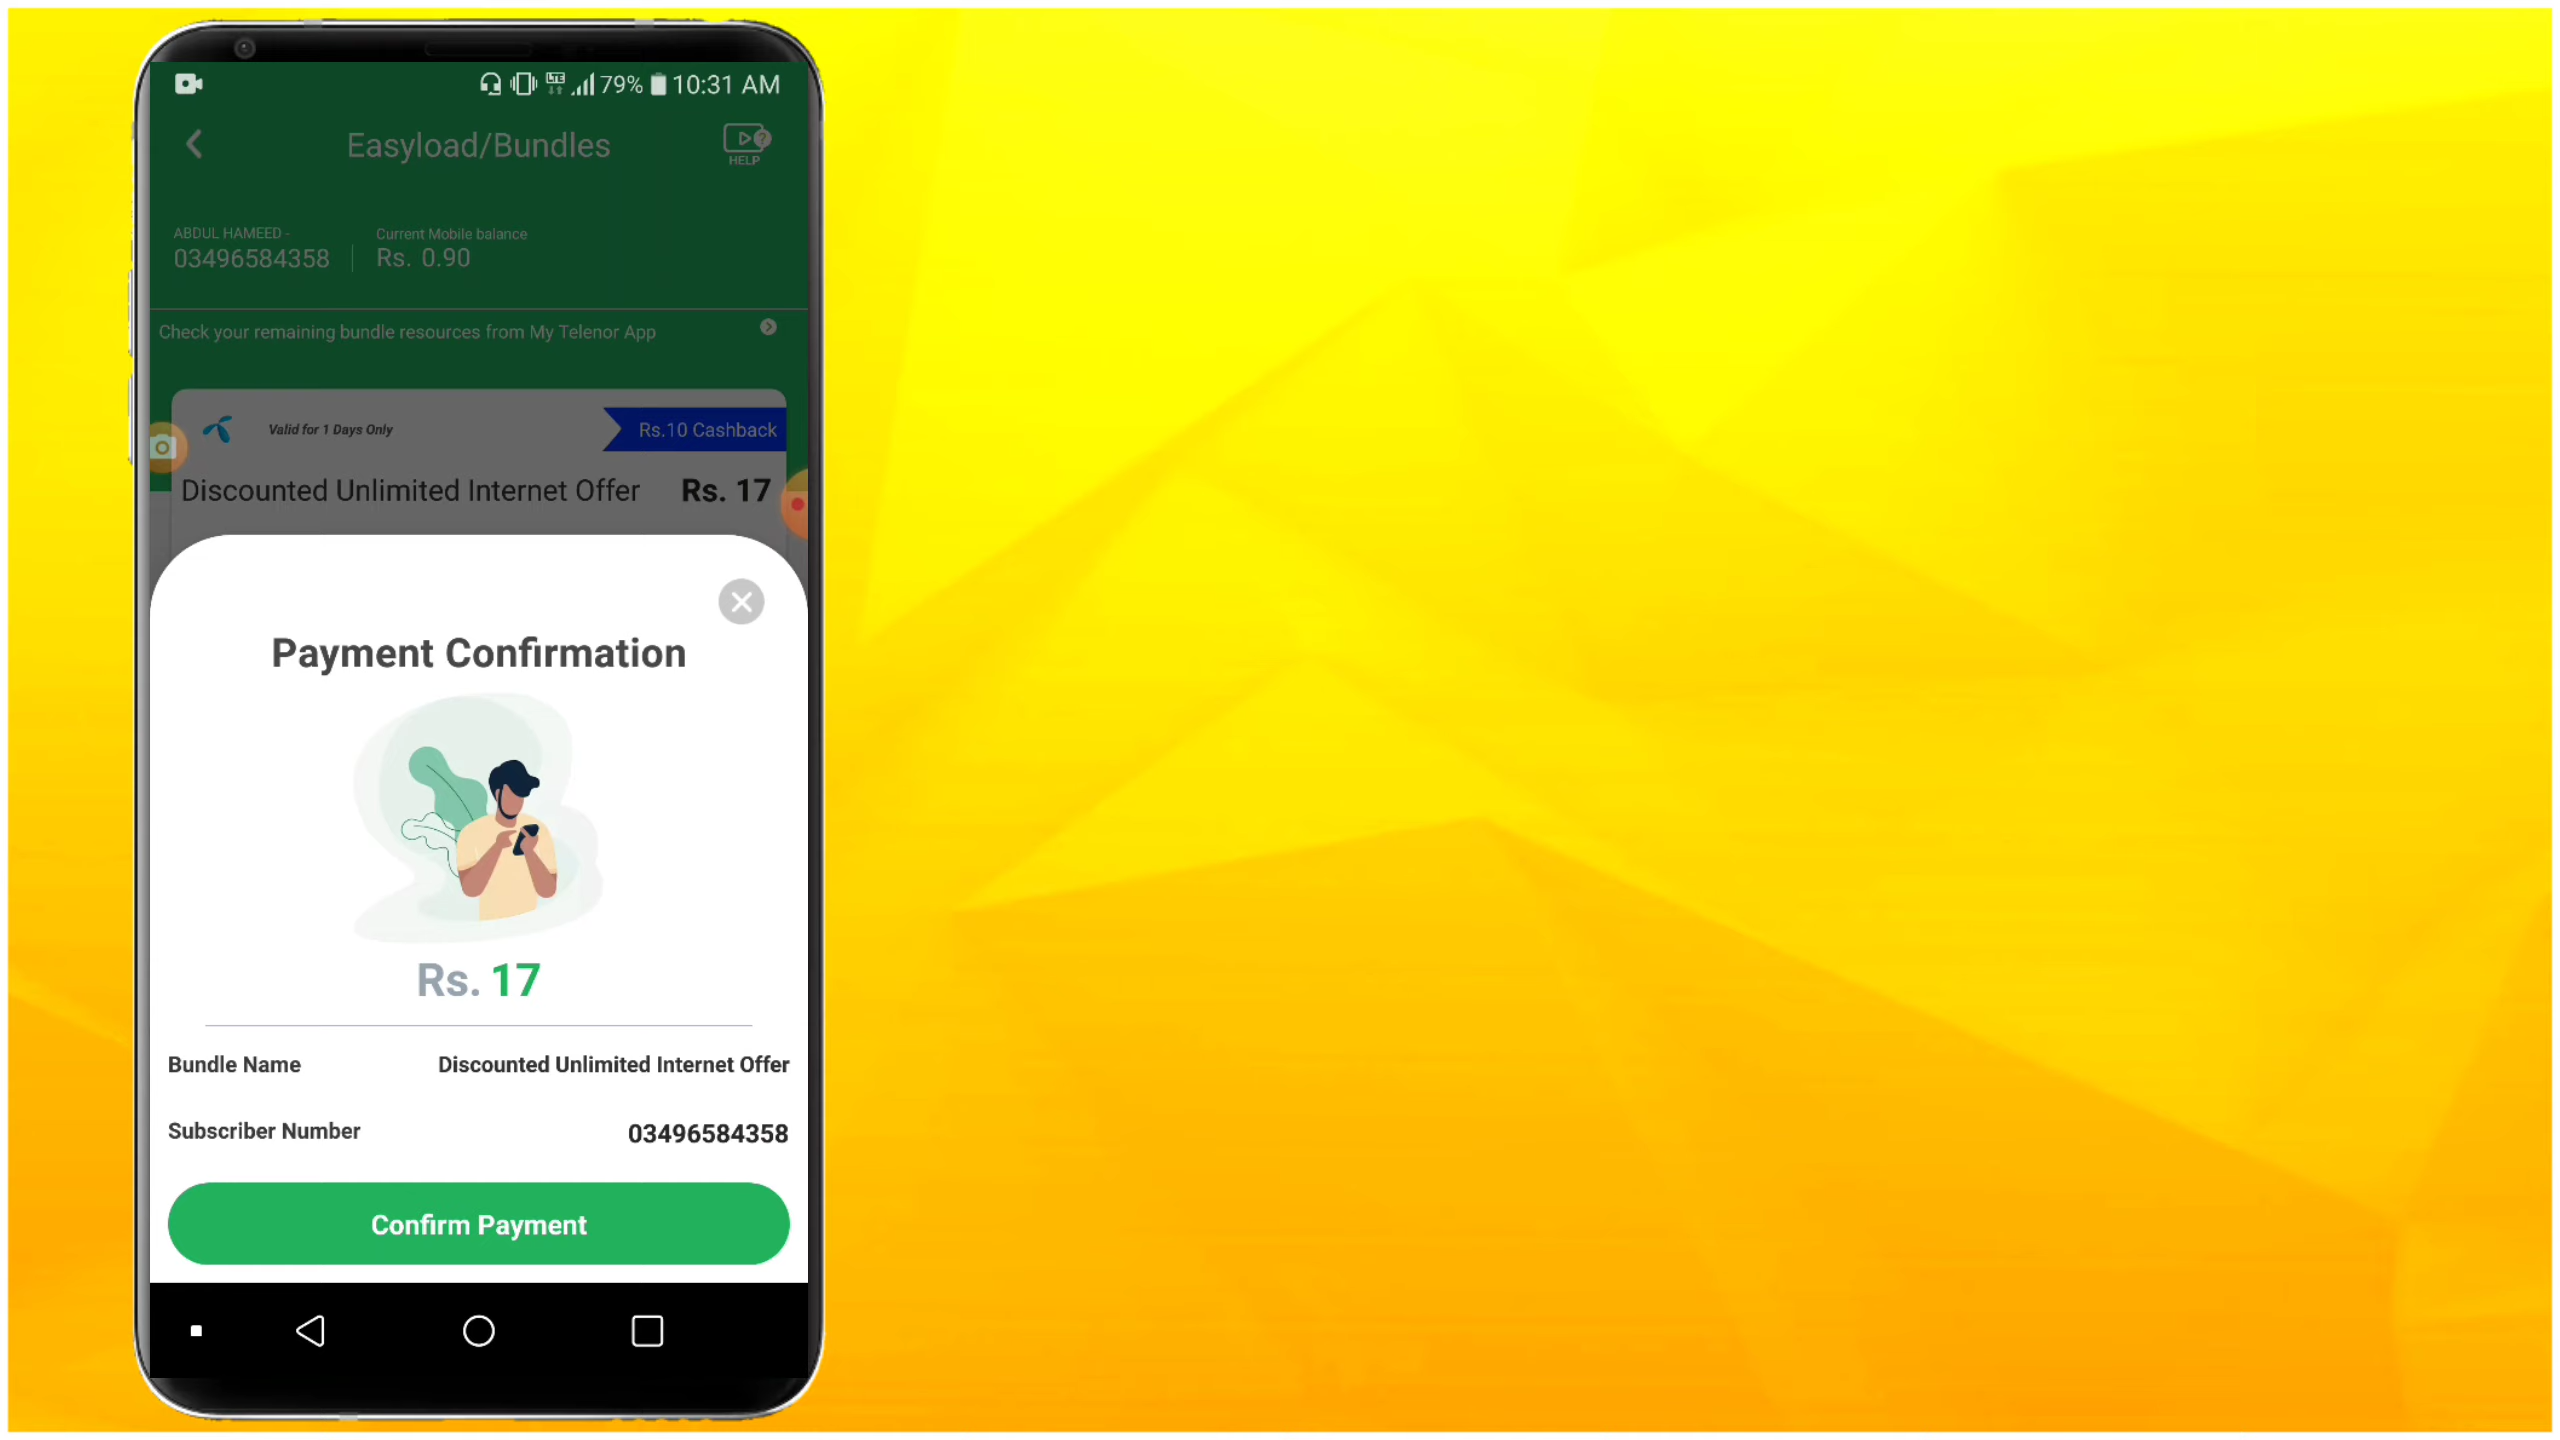 LTE 79% 10:31 AM
Easyload/Bundles
HELP
ABDUL HAMEED -
03496584358
Current Mobile balance
Rs. 0.90
Check your remaining bundle resources from My Telenor App
Valid for 1 Days Only
Rs.10 Cashback
Discounted Unlimited Internet Offer Rs. 17
Payment Confirmation
Rs. 17
Bundle Name Discounted Unlimited Internet Offer
Subscriber Number 03496584358
Confirm Payment